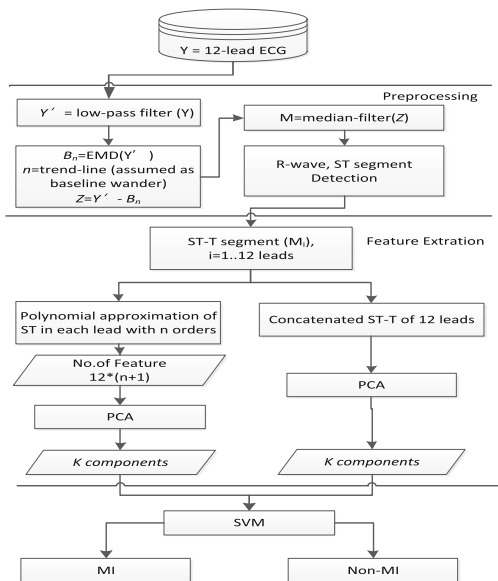 Y = 12-lead ECG
Preprocessing
Y´ = low-pass filter (Y)
Bn=EMD(Y’ )
n=trend-line (assumed as
baseline wander)
Z=Y´ - Bn
M=median-filter(Z)
R-wave, ST segment
Detection
ST-T segment (Mi),
i=1..12 leads
Feature Extration
Polynomial approximation of
ST in each lead with n orders
No.of Feature
12*(n+1)
PCA
K components
Concatenated ST-T of 12 leads
PCA
K components
SVM
MI
Non-MI